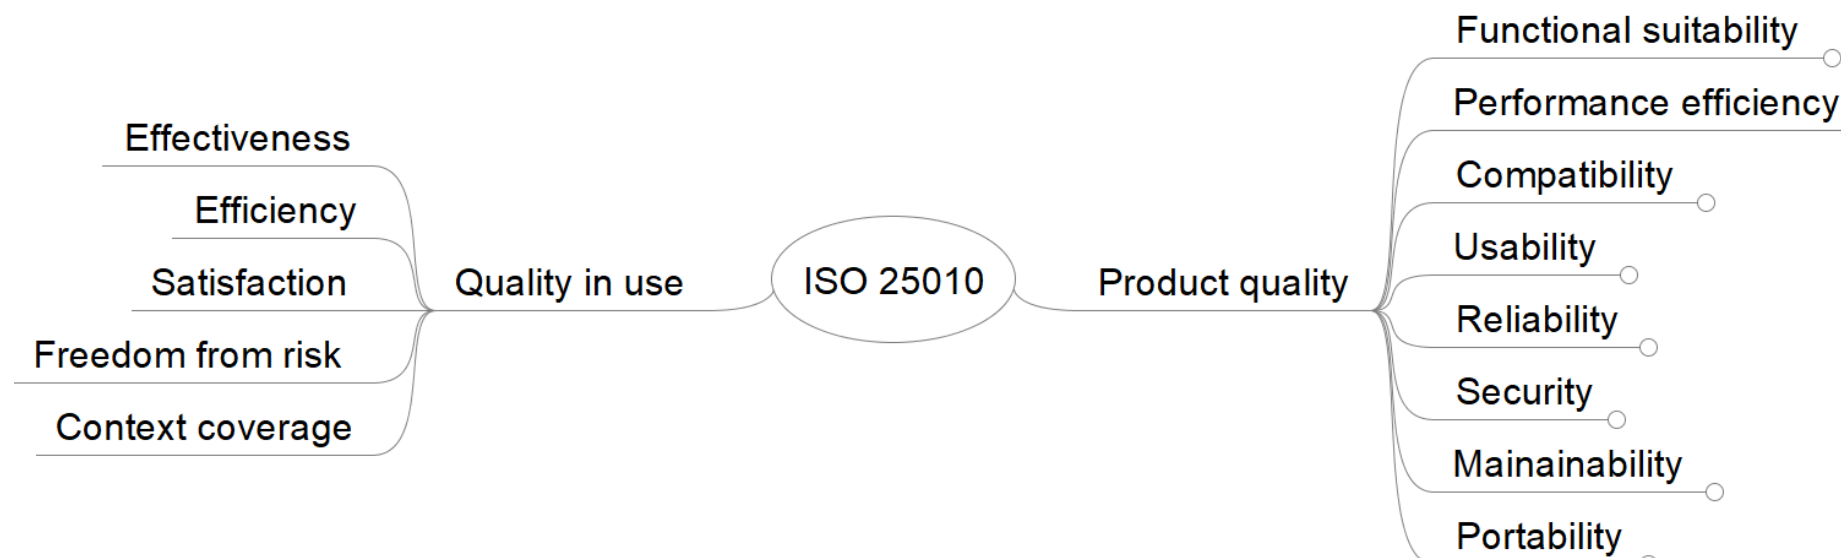 Effectiveness
Efficiency
Satisfaction
Freedom from risk
Context coverage
Quality in use
ISO 25010
Product quality
Functional suitability
Performance efficiency
Compatibility
Usability
Reliability
Security
Mainainability
Portability